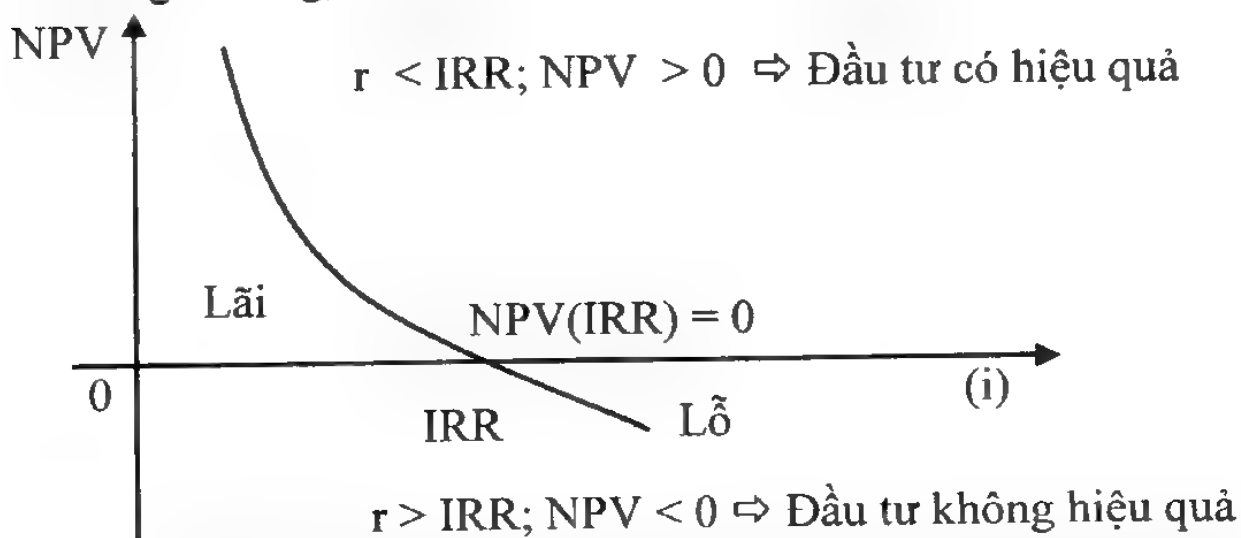 NPV
r < IRR; NPV > 0 ⇨ Đầu tư có hiệu quả
Lãi
NPV(IRR) = 0
0
(i)
IRR
Lỗ
r > IRR; NPV < 0 ⇨ Đầu tư không hiệu quả